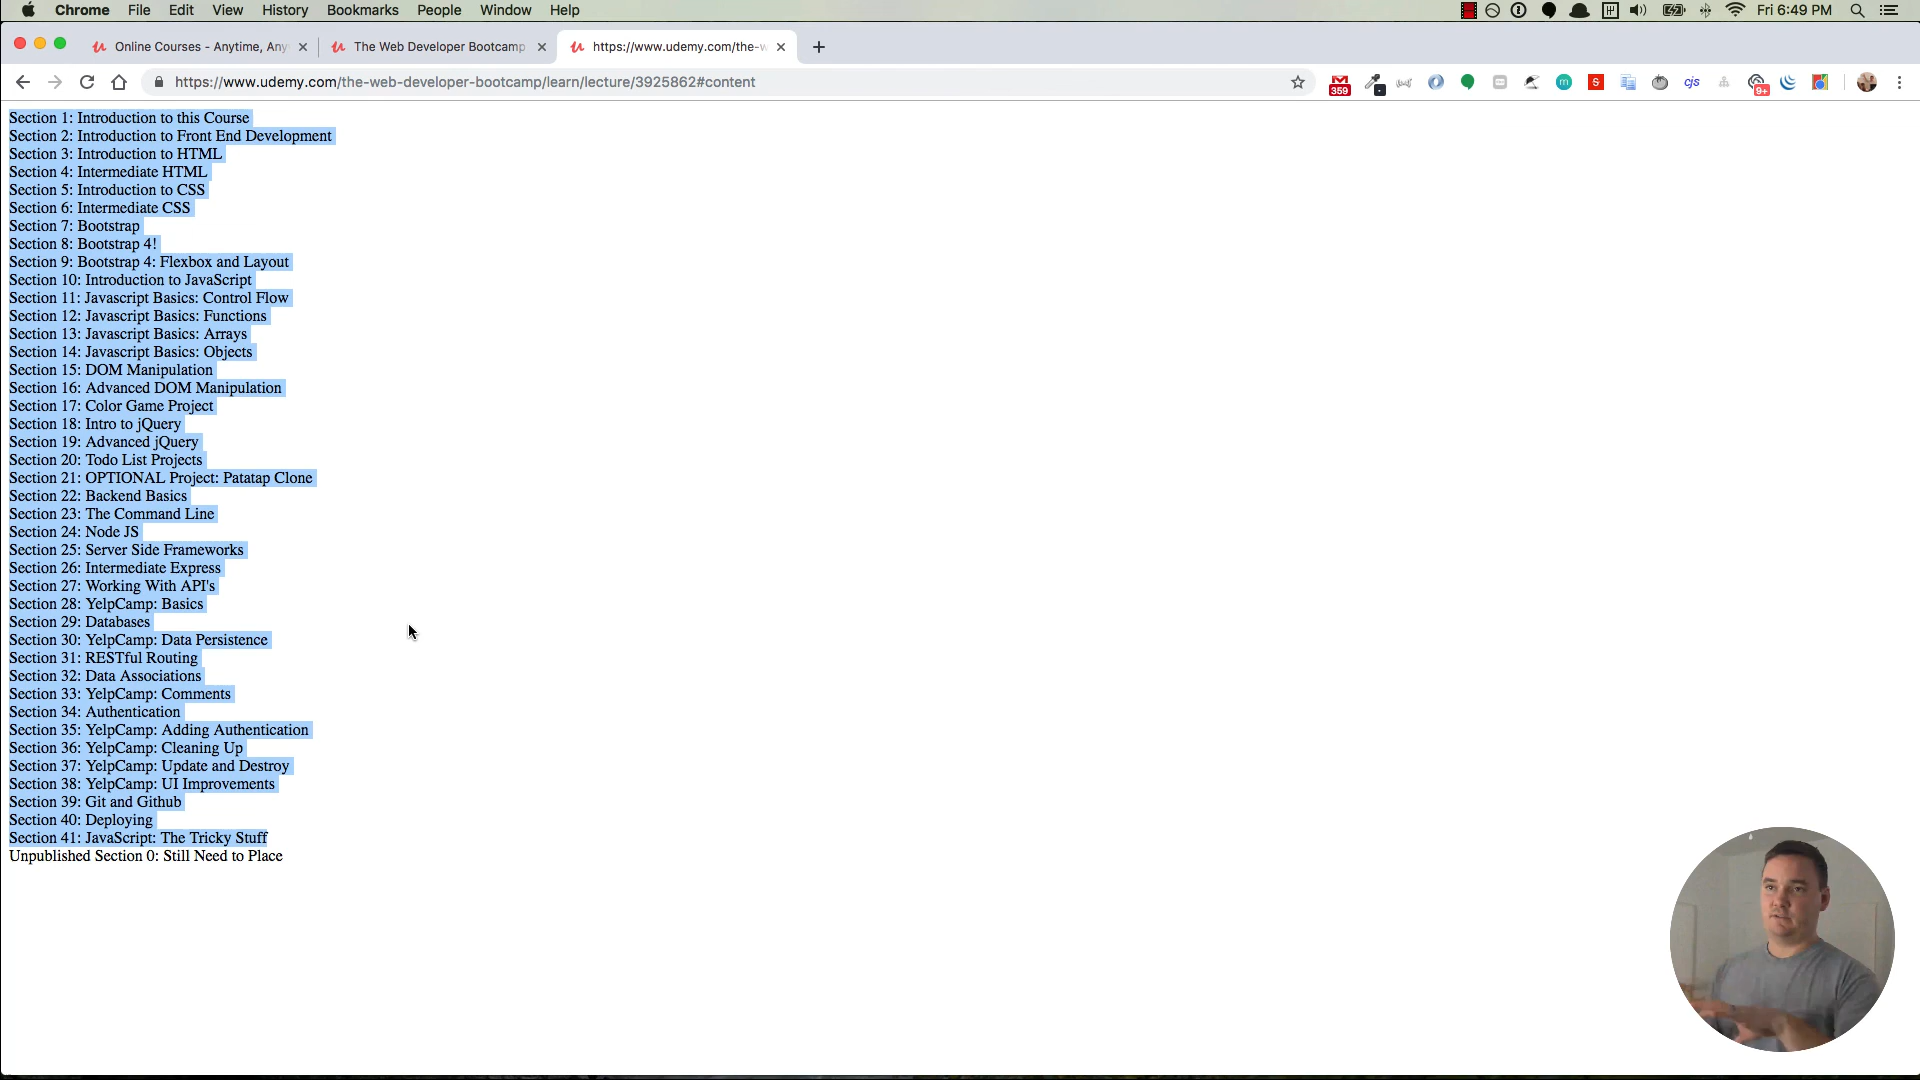 Chrome File Edit View History Bookmarks People Window Help Fri 6:49 PM
Online Courses - Anytime, Any
The Web Developer Bootcamp
https://www.udemy.com/the-w
https://www.udemy.com/the-web-developer-bootcamp/learn/lecture/3925862#content
359
S
m
cjs
9+
Section 1: Introduction to this Course
Section 2: Introduction to Front End Development
Section 3: Introduction to HTML
Section 4: Intermediate HTML
Section 5: Introduction to CSS
Section 6: Intermediate CSS
Section 7: Bootstrap
Section 8: Bootstrap 4!
Section 9: Bootstrap 4: Flexbox and Layout
Section 10: Introduction to JavaScript
Section 11: Javascript Basics: Control Flow
Section 12: Javascript Basics: Functions
Section 13: Javascript Basics: Arrays
Section 14: Javascript Basics: Objects
Section 15: DOM Manipulation
Section 16: Advanced DOM Manipulation
Section 17: Color Game Project
Section 18: Intro to jQuery
Section 19: Advanced jQuery
Section 20: Todo List Projects
Section 21: OPTIONAL Project: Patatap Clone
Section 22: Backend Basics
Section 23: The Command Line
Section 24: Node JS
Section 25: Server Side Frameworks
Section 26: Intermediate Express
Section 27: Working With API's
Section 28: YelpCamp: Basics
Section 29: Databases
Section 30: YelpCamp: Data Persistence
Section 31: RESTful Routing
Section 32: Data Associations
Section 33: YelpCamp: Comments
Section 34: Authentication
Section 35: YelpCamp: Adding Authentication
Section 36: YelpCamp: Cleaning Up
Section 37: YelpCamp: Update and Destroy
Section 38: YelpCamp: UI Improvements
Section 39: Git and Github
Section 40: Deploying
Section 41: JavaScript: The Tricky Stuff
Unpublished Section 0: Still Need to Place